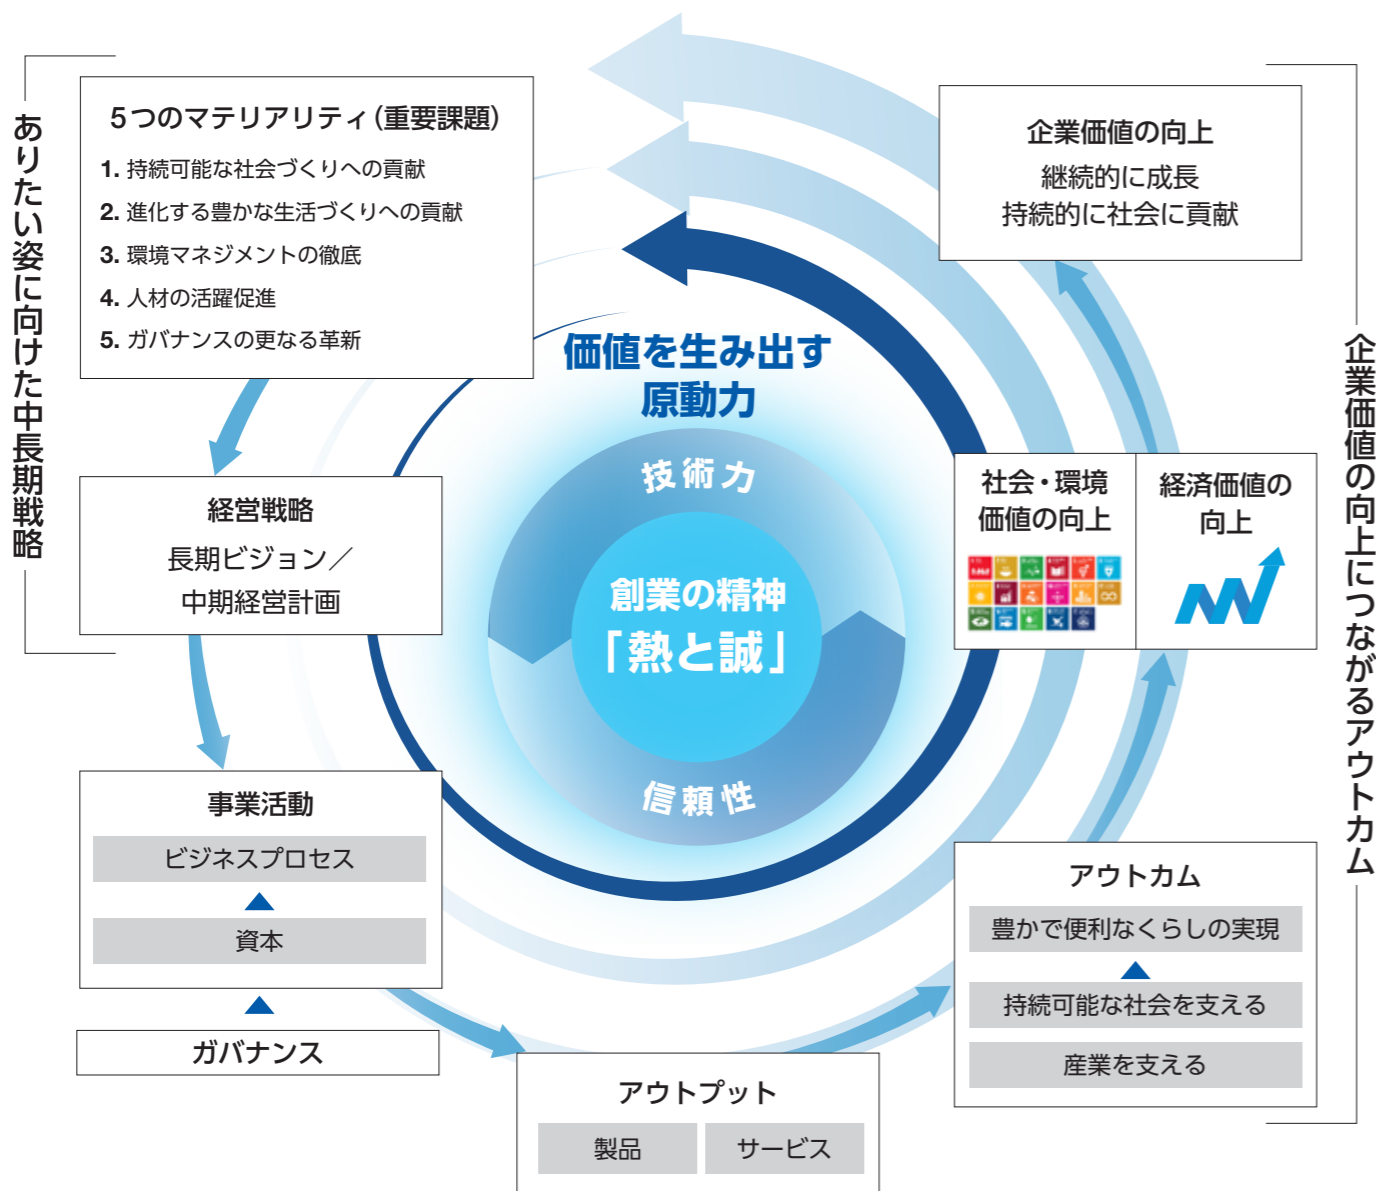 ありたい姿に向けた中長期戦略
5つのマテリアリティ（重要課題）
1. 持続可能な社会づくりへの貢献
2. 進化する豊かな生活づくりへの貢献
3. 環境マネジメントの徹底
4. 人材の活躍促進
5. ガバナンスの更なる革新
経営戦略
長期ビジョン／
中期経営計画
事業活動
ビジネスプロセス
資本
ガバナンス
価値を生み出す
原動力
技術力
創業の精神
「熱と誠」
信頼性
アウトプット
製品
サービス
アウトカム
豊かで便利なくらしの実現
持続可能な社会を支える
産業を支える
社会・環境
価値の向上
経済価値の
向上
企業価値の向上
継続的に成長
持続的に社会に貢献
企業価値の向上につながるアウトカム